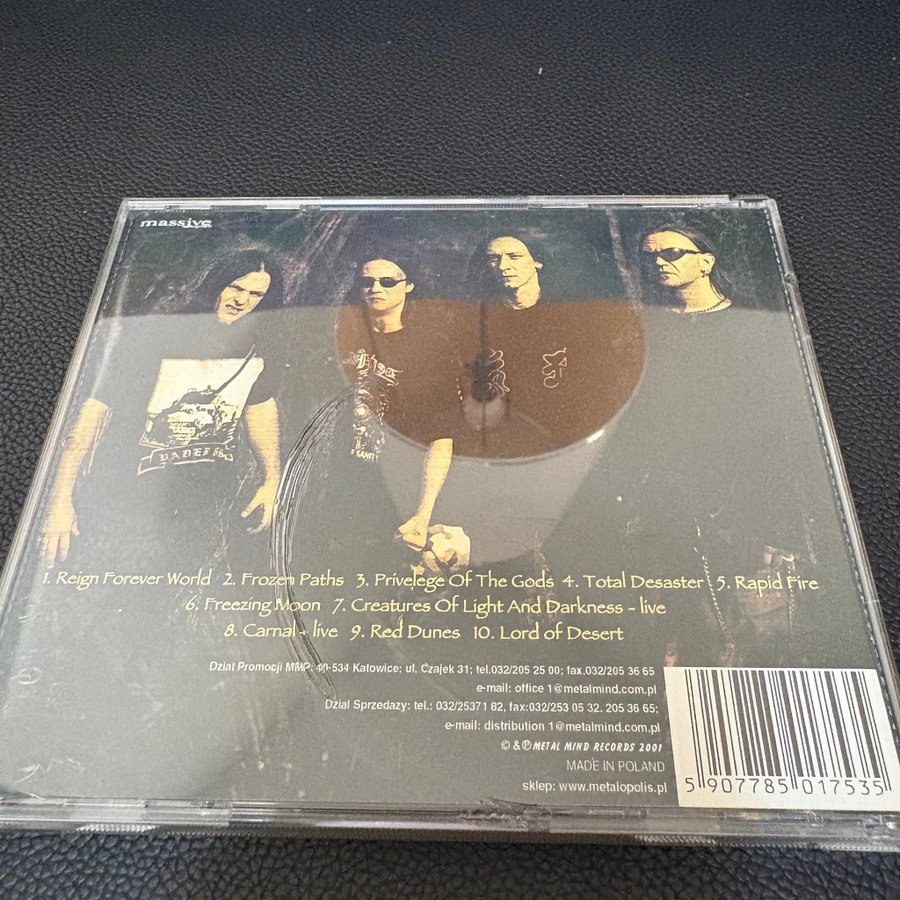 massive
VADER
1. Reign Forever World 2. Frozen Paths 3. Privelege Of The Gods 4. Total Desaster 5. Rapid Fire
6. Freezing Moon 7. Creatures Of Light And Darkness - live
8. Carnal - live 9. Red Dunes 10. Lord of Desert
Dział Promocji MMP: 40-534 Katowice: ul, Czajek 31; tel.032/205 25 00; fax.032/205 36 65
e-mail: office 1@metalmind.com.pl
Dział Sprzedazy: tel.: 032/25371 82, fax:032/253 05 32. 205 36 65;
e-mail: distribution 1@metalmind.com.pl
© & ℗ METAL MIND RECORDS 2001
MADE IN POLAND
sklep: www.metalopolis.pl
5 907785 017535